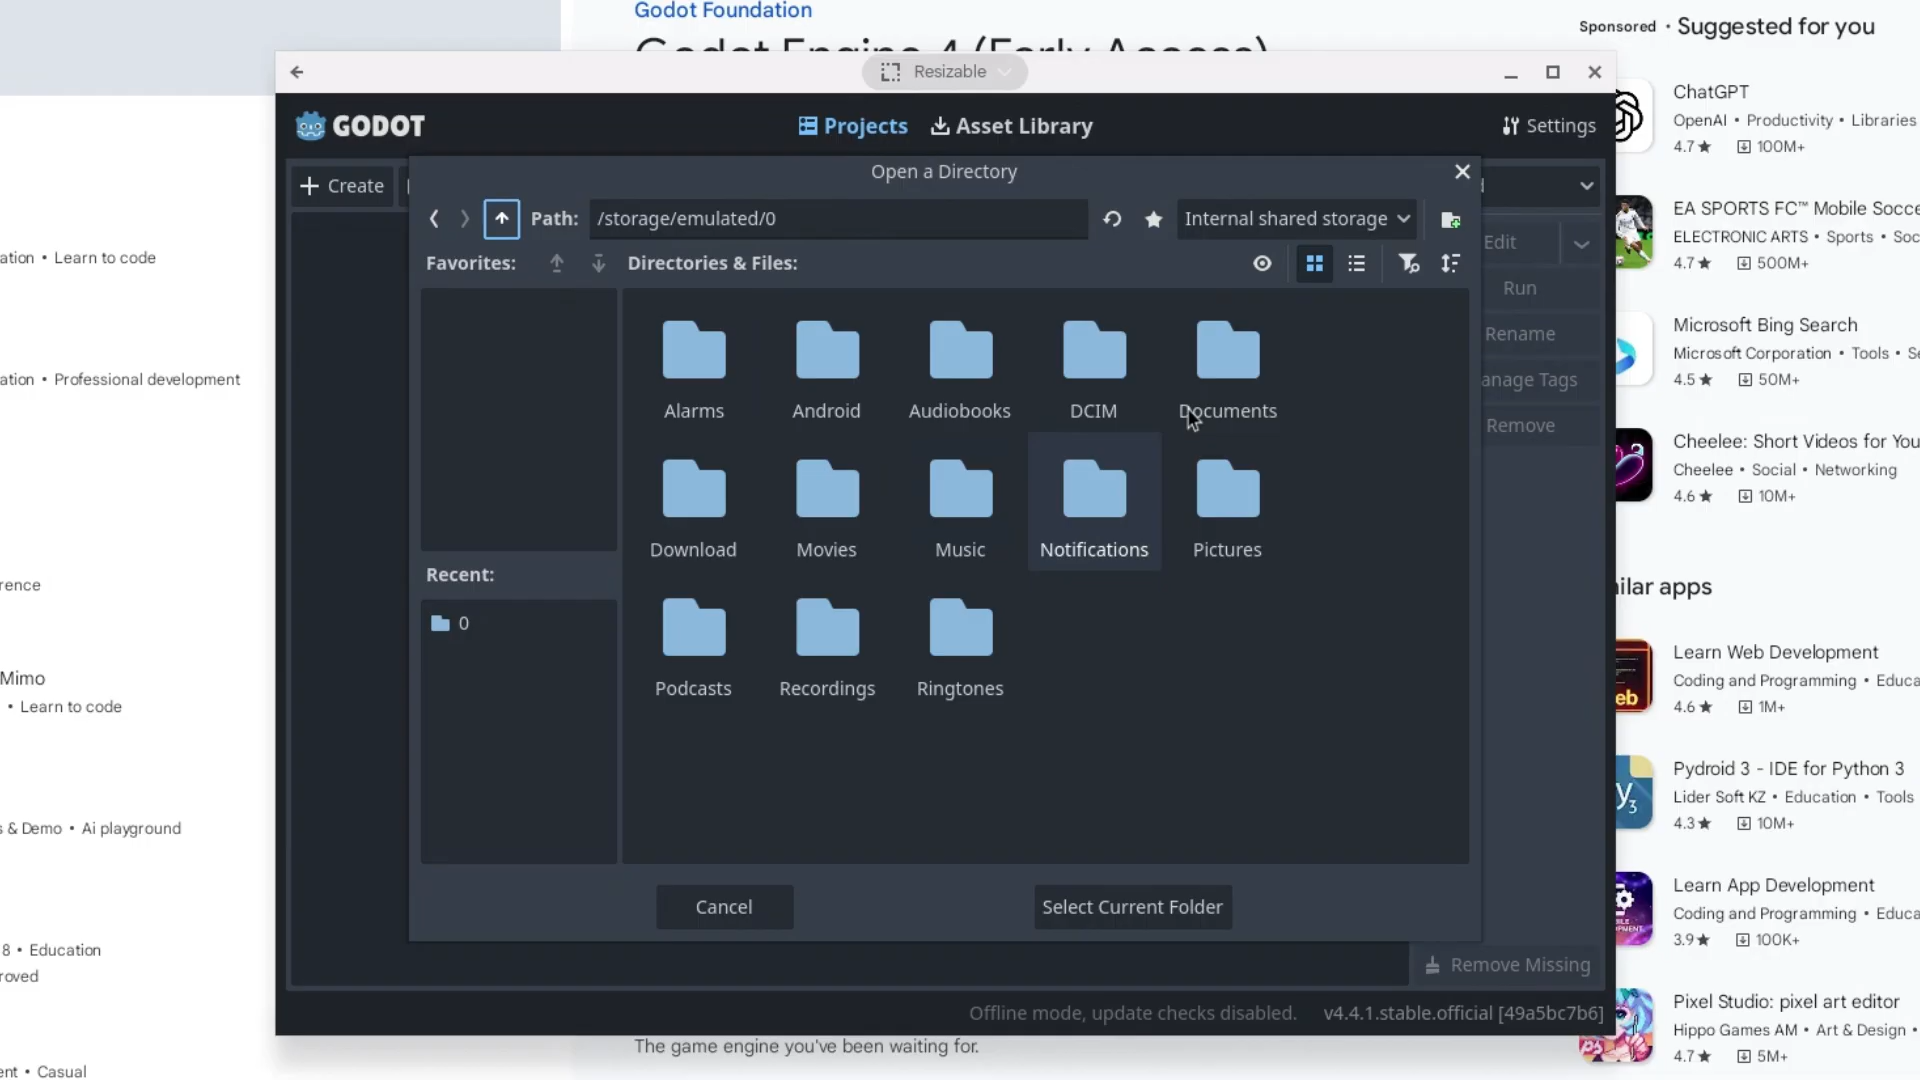 Godot Foundation
Godot Engine 4 (Early Access)
Sponsored • Suggested for you
Resizable
GODOT
Projects
Asset Library
Settings
Create
Open a Directory
Path:
/storage/emulated/0
Internal shared storage
Favorites:
Directories & Files:
Alarms
Android
Audiobooks
DCIM
Documents
Download
Movies
Music
Notifications
Pictures
Podcasts
Recordings
Ringtones
Recent:
0
Cancel
Select Current Folder
Edit
Run
Rename
anage Tags
Remove
Remove Missing
Offline mode, update checks disabled.
v4.4.1.stable.official [49a5bc7b6]
The game engine you've been waiting for.
ation • Learn to code
ation • Professional development
rence
Mimo
• Learn to code
s & Demo • Ai playground
8 • Education
roved
ent • Casual
ChatGPT
OpenAI • Productivity • Libraries
4.7★ 100M+
EA SPORTS FC™ Mobile Socce
ELECTRONIC ARTS • Sports • Soc
4.7★ 500M+
Microsoft Bing Search
Microsoft Corporation • Tools • Se
4.5★ 50M+
Cheelee: Short Videos for You
Cheelee • Social • Networking
4.6★ 10M+
ilar apps
eb
Learn Web Development
Coding and Programming • Educa
4.6★ 1M+
y3
Pydroid 3 - IDE for Python 3
Lider Soft KZ • Education • Tools
4.3★ 10M+
Learn App Development
Coding and Programming • Educa
3.9★ 100K+
Pixel Studio: pixel art editor
Hippo Games AM • Art & Design •
4.7★ 5M+